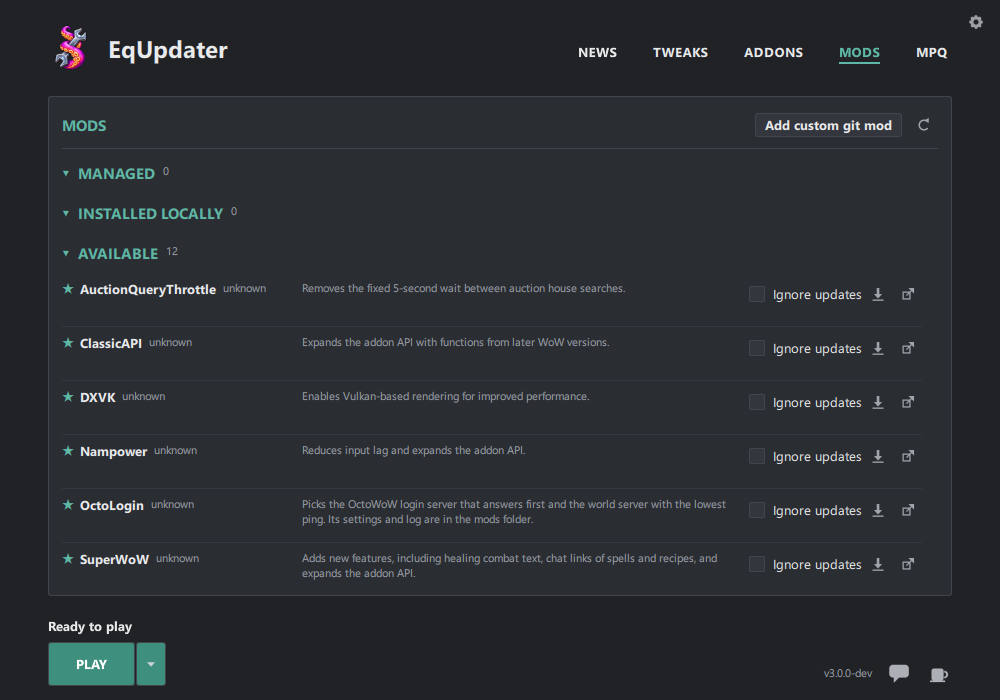 EqUpdater
NEWS TWEAKS ADDONS MODS MPQ
MODS
Add custom git mod
MANAGED 0
INSTALLED LOCALLY 0
AVAILABLE 12
AuctionQueryThrottle unknown Removes the fixed 5-second wait between auction house searches. Ignore updates
ClassicAPI unknown Expands the addon API with functions from later WoW versions. Ignore updates
DXVK unknown Enables Vulkan-based rendering for improved performance. Ignore updates
Nampower unknown Reduces input lag and expands the addon API. Ignore updates
OctoLogin unknown Picks the OctoWoW login server that answers first and the world server with the lowest
ping. Its settings and log are in the mods folder. Ignore updates
SuperWoW unknown Adds new features, including healing combat text, chat links of spells and recipes, and
expands the addon API. Ignore updates
Ready to play
PLAY
v3.0.0-dev